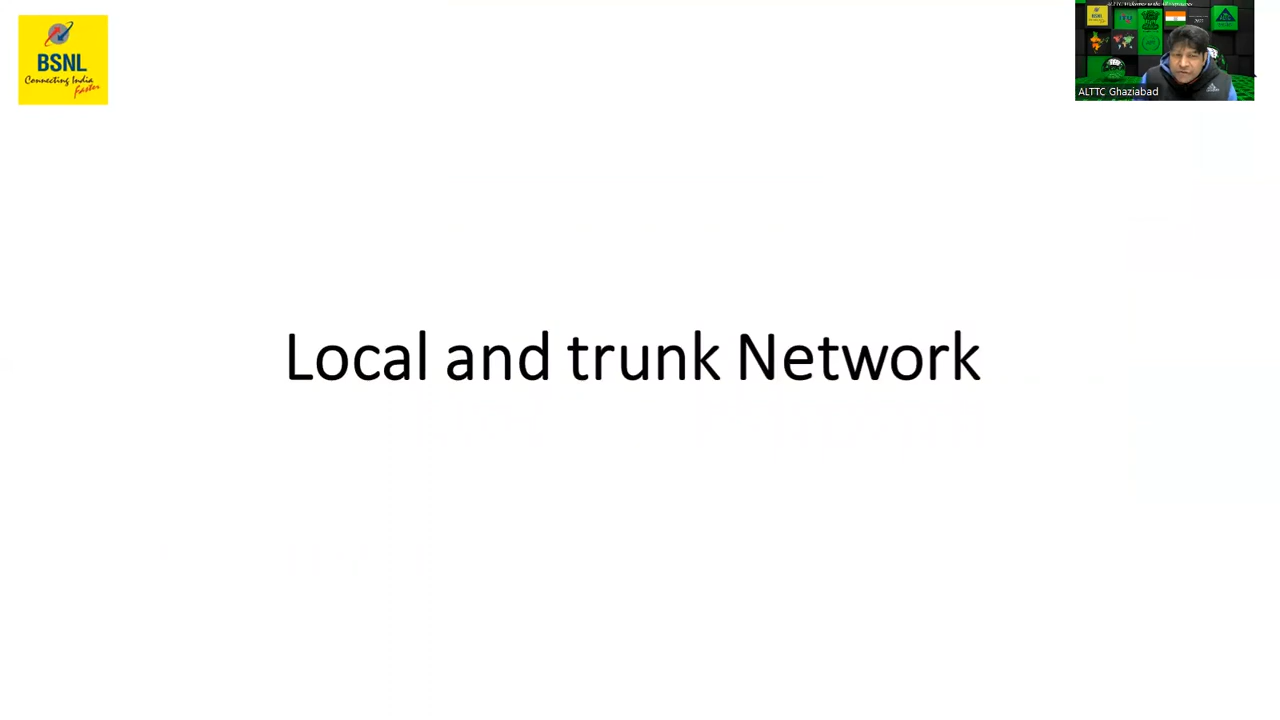 BSNL
Connecting India
Faster
ALTTC Ghaziabad
Local and trunk Network